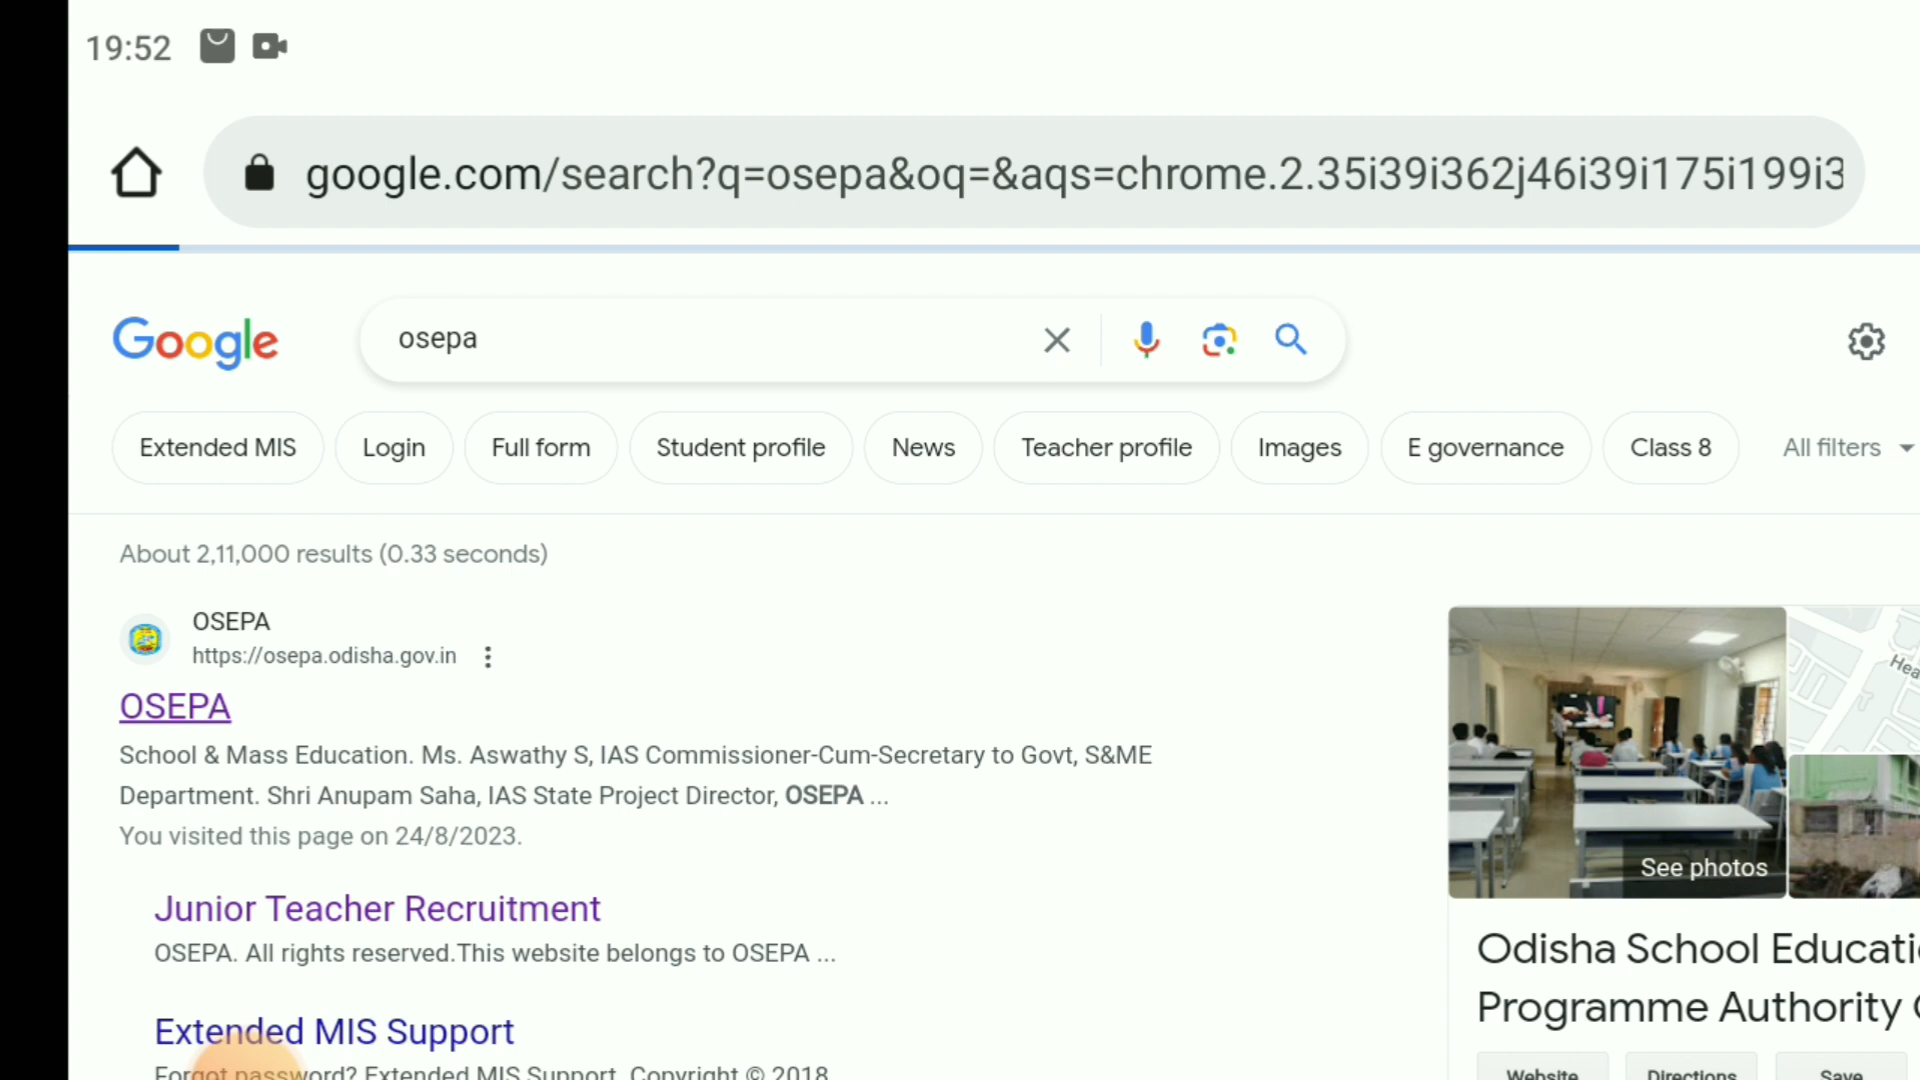 19:52
google.com/search?q=osepa&oq=&aqs=chrome.2.35i39i362j46i39i175i199i3
Google
osepa
Extended MIS
Login
Full form
Student profile
News
Teacher profile
Images
E governance
Class 8
All filters
About 2,11,000 results (0.33 seconds)
OSEPA
https://osepa.odisha.gov.in
OSEPA
School & Mass Education. Ms. Aswathy S, IAS Commissioner-Cum-Secretary to Govt, S&ME
Department. Shri Anupam Saha, IAS State Project Director, OSEPA ...
You visited this page on 24/8/2023.
Junior Teacher Recruitment
OSEPA. All rights reserved.This website belongs to OSEPA ...
Extended MIS Support
Forgot password? Extended MIS Support. Copyright © 2018
Hea
See photos
Odisha School Educati
Programme Authority
Website
Directions
Save